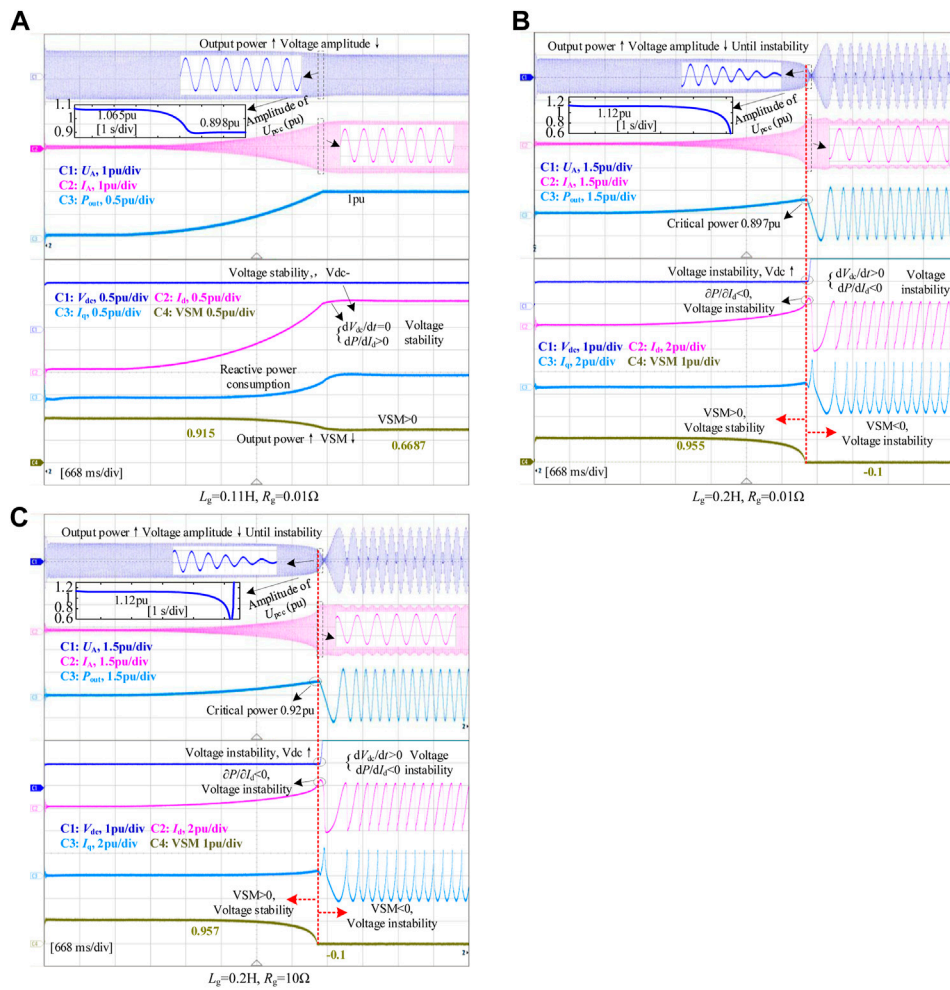 A
Output power ↑ Voltage amplitude ↓
1.1
0.9
1.065pu
[1 s/div]
0.898pu
Amplitude of
Upcc (pu)
C1: UA, 1pu/div
C2: IA, 1pu/div
C3: Pout, 0.5pu/div
1pu
Voltage stability,, Vdc-
C1: Vdc, 0.5pu/div C2: Id, 0.5pu/div
C3: Iq, 0.5pu/div C4: VSM 0.5pu/div
{dVdc/dt=0
dP/dId>0
Voltage
stability
Reactive power
consumption
VSM>0
0.915
Output power ↑ VSM ↓
0.6687
[668 ms/div]
Lg=0.11H, Rg=0.01Ω
B
Output power ↑ Voltage amplitude ↓ Until instability
1.2
1
0.8
0.6
1.12pu
[1 s/div]
Amplitude of
Upcc (pu)
C1: UA, 1.5pu/div
C2: IA, 1.5pu/div
C3: Pout, 1.5pu/div
Critical power 0.897pu
Voltage instability, Vdc ↑
∂P/∂Id<0,
Voltage instability
{dVdc/dt>0
dP/dId<0
Voltage
instability
C1: Vdc, 1pu/div C2: Id, 2pu/div
C3: Iq, 2pu/div C4: VSM 1pu/div
VSM>0,
Voltage stability
VSM<0,
Voltage instability
0.955
-0.1
[668 ms/div]
Lg=0.2H, Rg=0.01Ω
C
Output power ↑ Voltage amplitude ↓ Until instability
1.2
1
0.8
0.6
1.12pu
[1 s/div]
Amplitude of
Upcc (pu)
C1: UA, 1.5pu/div
C2: IA, 1.5pu/div
C3: Pout, 1.5pu/div
Critical power 0.92pu
Voltage instability, Vdc ↑
∂P/∂Id<0,
Voltage instability
{dVdc/dt>0
dP/dId<0
Voltage
instability
C1: Vdc, 1pu/div C2: Id, 2pu/div
C3: Iq, 2pu/div C4: VSM 1pu/div
VSM>0,
Voltage stability
VSM<0,
Voltage instability
0.957
-0.1
[668 ms/div]
Lg=0.2H, Rg=10Ω